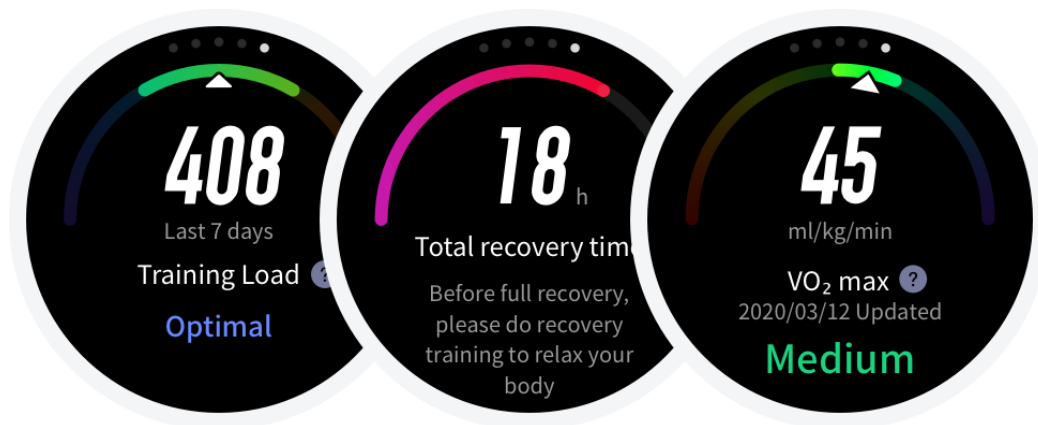 408
Last 7 days
Training Load ?
Optimal
18 h
Total recovery tim
Before full recovery,
please do recovery
training to relax your
body
45
ml/kg/min
VO₂ max ?
2020/03/12 Updated
Medium